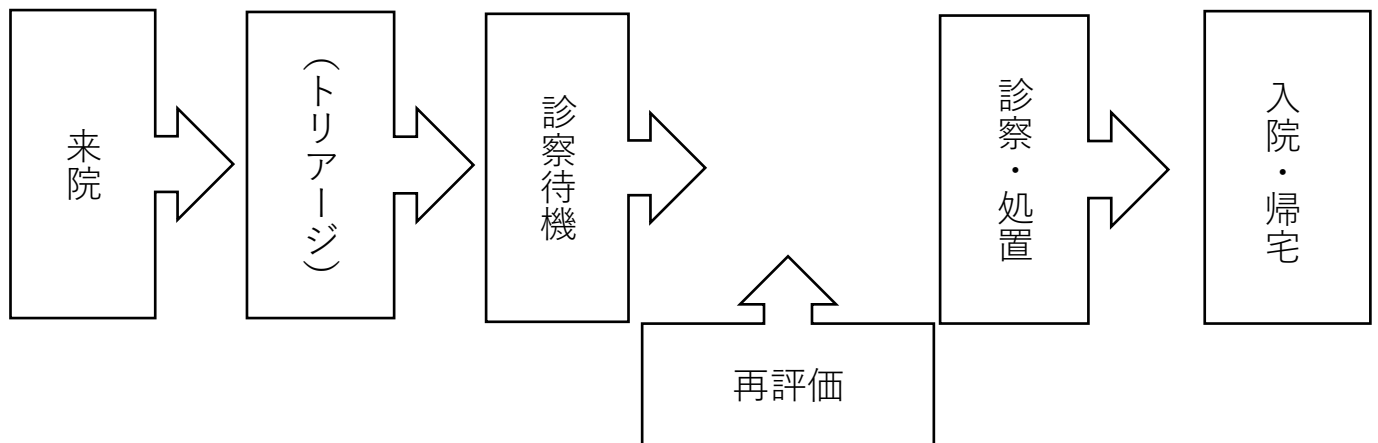 来院
（トリアージ）
診察待機
再評価
診察・処置
入院・帰宅